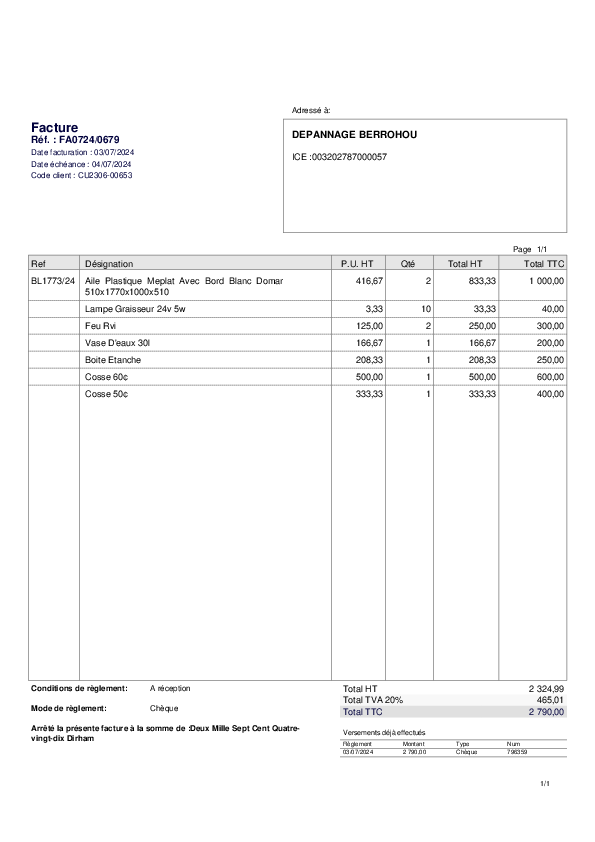 Adressé à:
Facture
Réf. : FA0724/0679
Date facturation : 03/07/2024
Date échéance : 04/07/2024
Code client : CU2306-00653
DEPANNAGE BERROHOU
ICE :003202787000057
Page 1/1
Ref Désignation P.U. HT Qté Total HT Total TTC
BL1773/24 Aile Plastique Meplat Avec Bord Blanc Domar 416,67 2 833,33 1 000,00
510x1770x1000x510
Lampe Graisseur 24v 5w 3,33 10 33,33 40,00
Feu Rvi 125,00 2 250,00 300,00
Vase D'eaux 30l 166,67 1 166,67 200,00
Boite Etanche 208,33 1 208,33 250,00
Cosse 60¢ 500,00 1 500,00 600,00
Cosse 50¢ 333,33 1 333,33 400,00
Conditions de règlement: A réception
Mode de règlement: Chèque
Arrêté la présente facture à la somme de :Deux Mille Sept Cent Quatre-
vingt-dix Dirham
Total HT 2 324,99
Total TVA 20% 465,01
Total TTC 2 790,00
Versements déjà effectués
Règlement Montant Type Num
03/07/2024 2 790,00 Chèque 796359
1/1